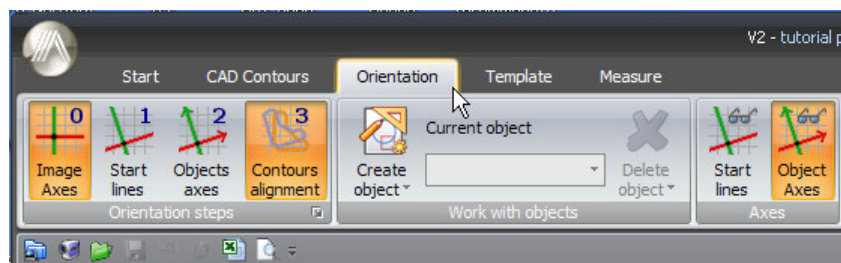 V2 - tutorial p
Start CAD Contours Orientation Template Measure
0 1 2 3
Current object
Image Axes
Start lines
Objects axes
Contours alignment
Create object
Delete object
Start lines
Object Axes
Orientation steps
Work with objects
Axes